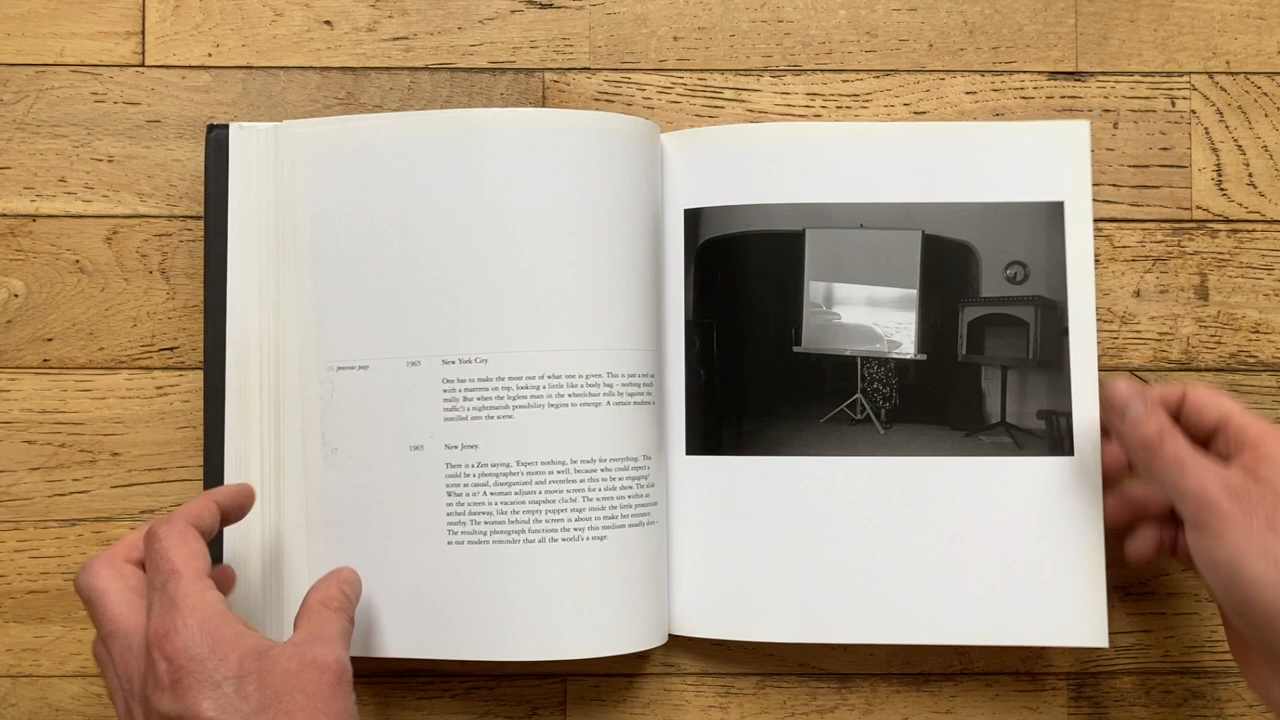 previous page 1965 New York City.
One has to make the most out of what one is given. This is just a red car
with a mattress on top, looking a little like a body bag – nothing much
really. But when the legless man in the wheelchair rolls by (against the
traffic!) a nightmarish possibility begins to emerge. A certain madness is
instilled into the scene.
1965 New Jersey.
There is a Zen saying, 'Expect nothing, be ready for everything.' This
could be a photographer's motto as well, because who could expect a
scene as casual, disorganized and eventless as this to be so engaging?
What is it? A woman adjusts a movie screen for a slide show. The slide
on the screen is a vacation snapshot cliché. The screen sits within an
arched doorway, like the empty puppet stage inside the little proscenium
nearby. The woman behind the screen is about to make her entrance.
The resulting photograph functions the way this medium usually does –
as our modern reminder that all the world's a stage.